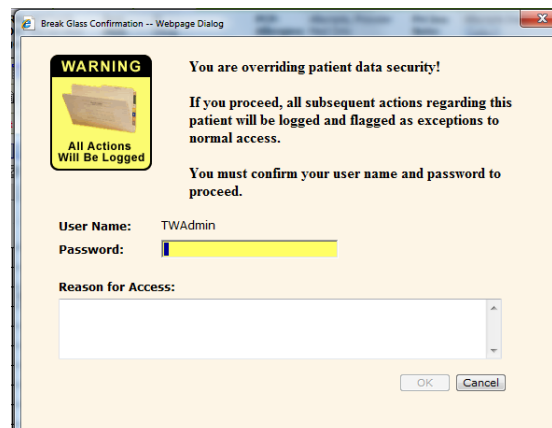 Break Glass Confirmation -- Webpage Dialog
WARNING
All Actions
Will Be Logged
You are overriding patient data security!
If you proceed, all subsequent actions regarding this
patient will be logged and flagged as exceptions to
normal access.
You must confirm your user name and password to
proceed.
User Name: TWAdmin
Password:
Reason for Access:
OK Cancel